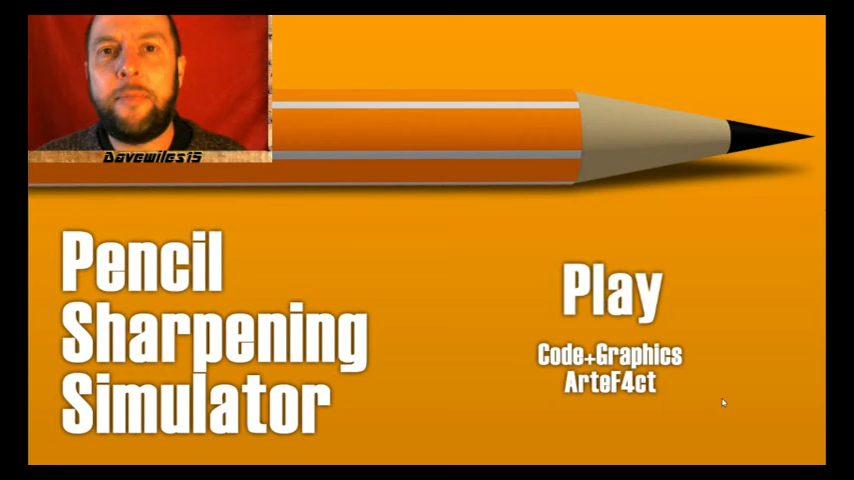 Davewiles15
Pencil
Sharpening
Simulator
Play
Code+Graphics
ArteF4ct